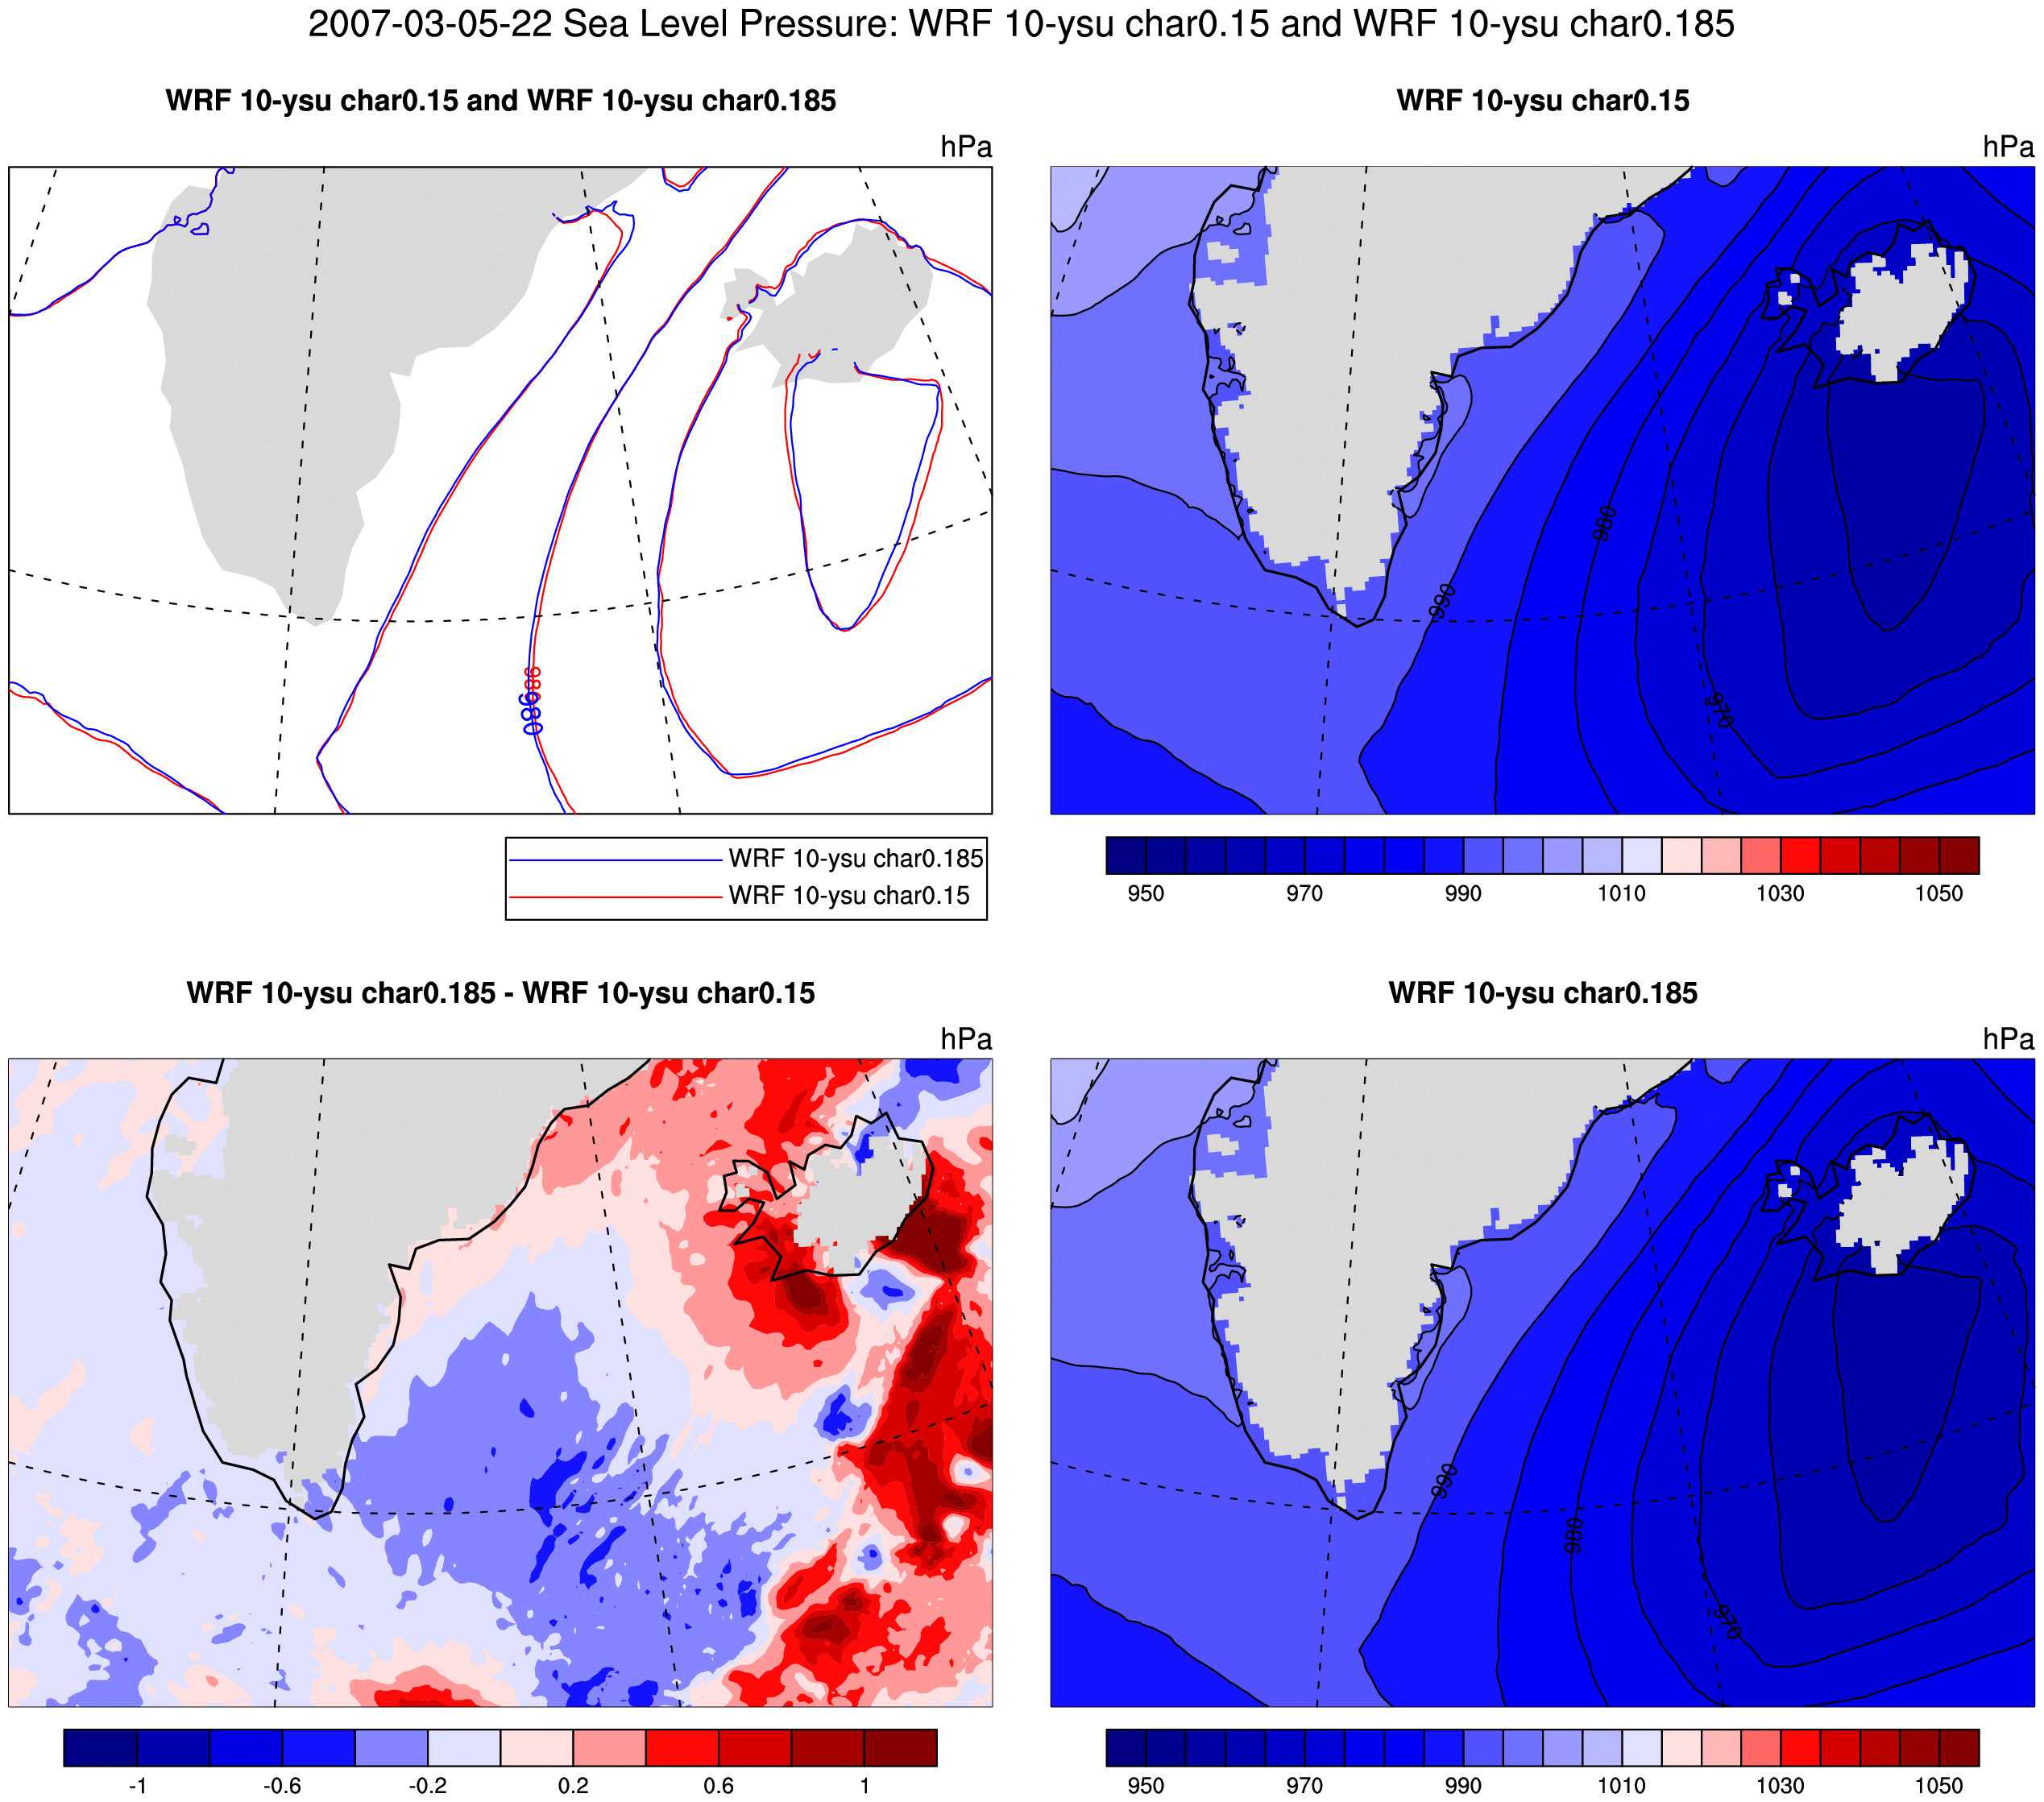 2007-03-05-22 Sea Level Pressure: WRF 10-ysu char0.15 and WRF 10-ysu char0.185
WRF 10-ysu char0.15 and WRF 10-ysu char0.185
hPa
980
980
WRF 10-ysu char0.185
WRF 10-ysu char0.15
WRF 10-ysu char0.15
hPa
980
990
970
950 970 990 1010 1030 1050
WRF 10-ysu char0.185 - WRF 10-ysu char0.15
hPa
-1 -0.6 -0.2 0.2 0.6 1
WRF 10-ysu char0.185
hPa
990
980
970
950 970 990 1010 1030 1050